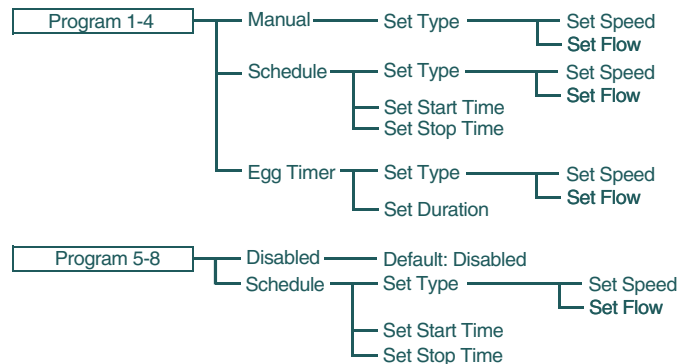 Program 1-4 Manual Set Type Set Speed
Set Flow
Schedule Set Type Set Speed
Set Flow
Set Start Time
Set Stop Time
Egg Timer Set Type Set Speed
Set Flow
Set Duration
Program 5-8 Disabled Default: Disabled
Schedule Set Type Set Speed
Set Flow
Set Start Time
Set Stop Time